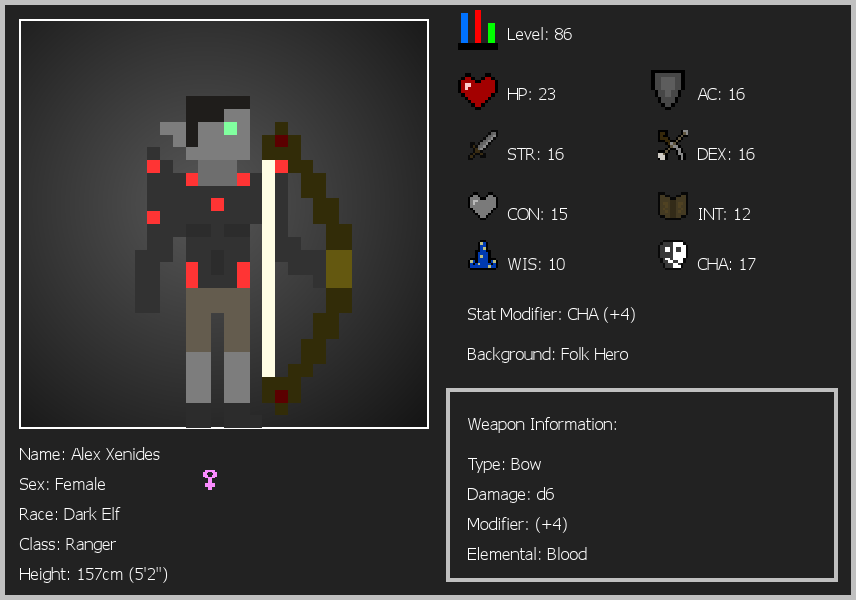 Level: 86
HP: 23
AC: 16
STR: 16
DEX: 16
CON: 15
INT: 12
WIS: 10
CHA: 17
Stat Modifier: CHA (+4)
Background: Folk Hero
Weapon Information:
Type: Bow
Damage: d6
Modifier: (+4)
Elemental: Blood
Name: Alex Xenides
Sex: Female
Race: Dark Elf
Class: Ranger
Height: 157cm (5'2")